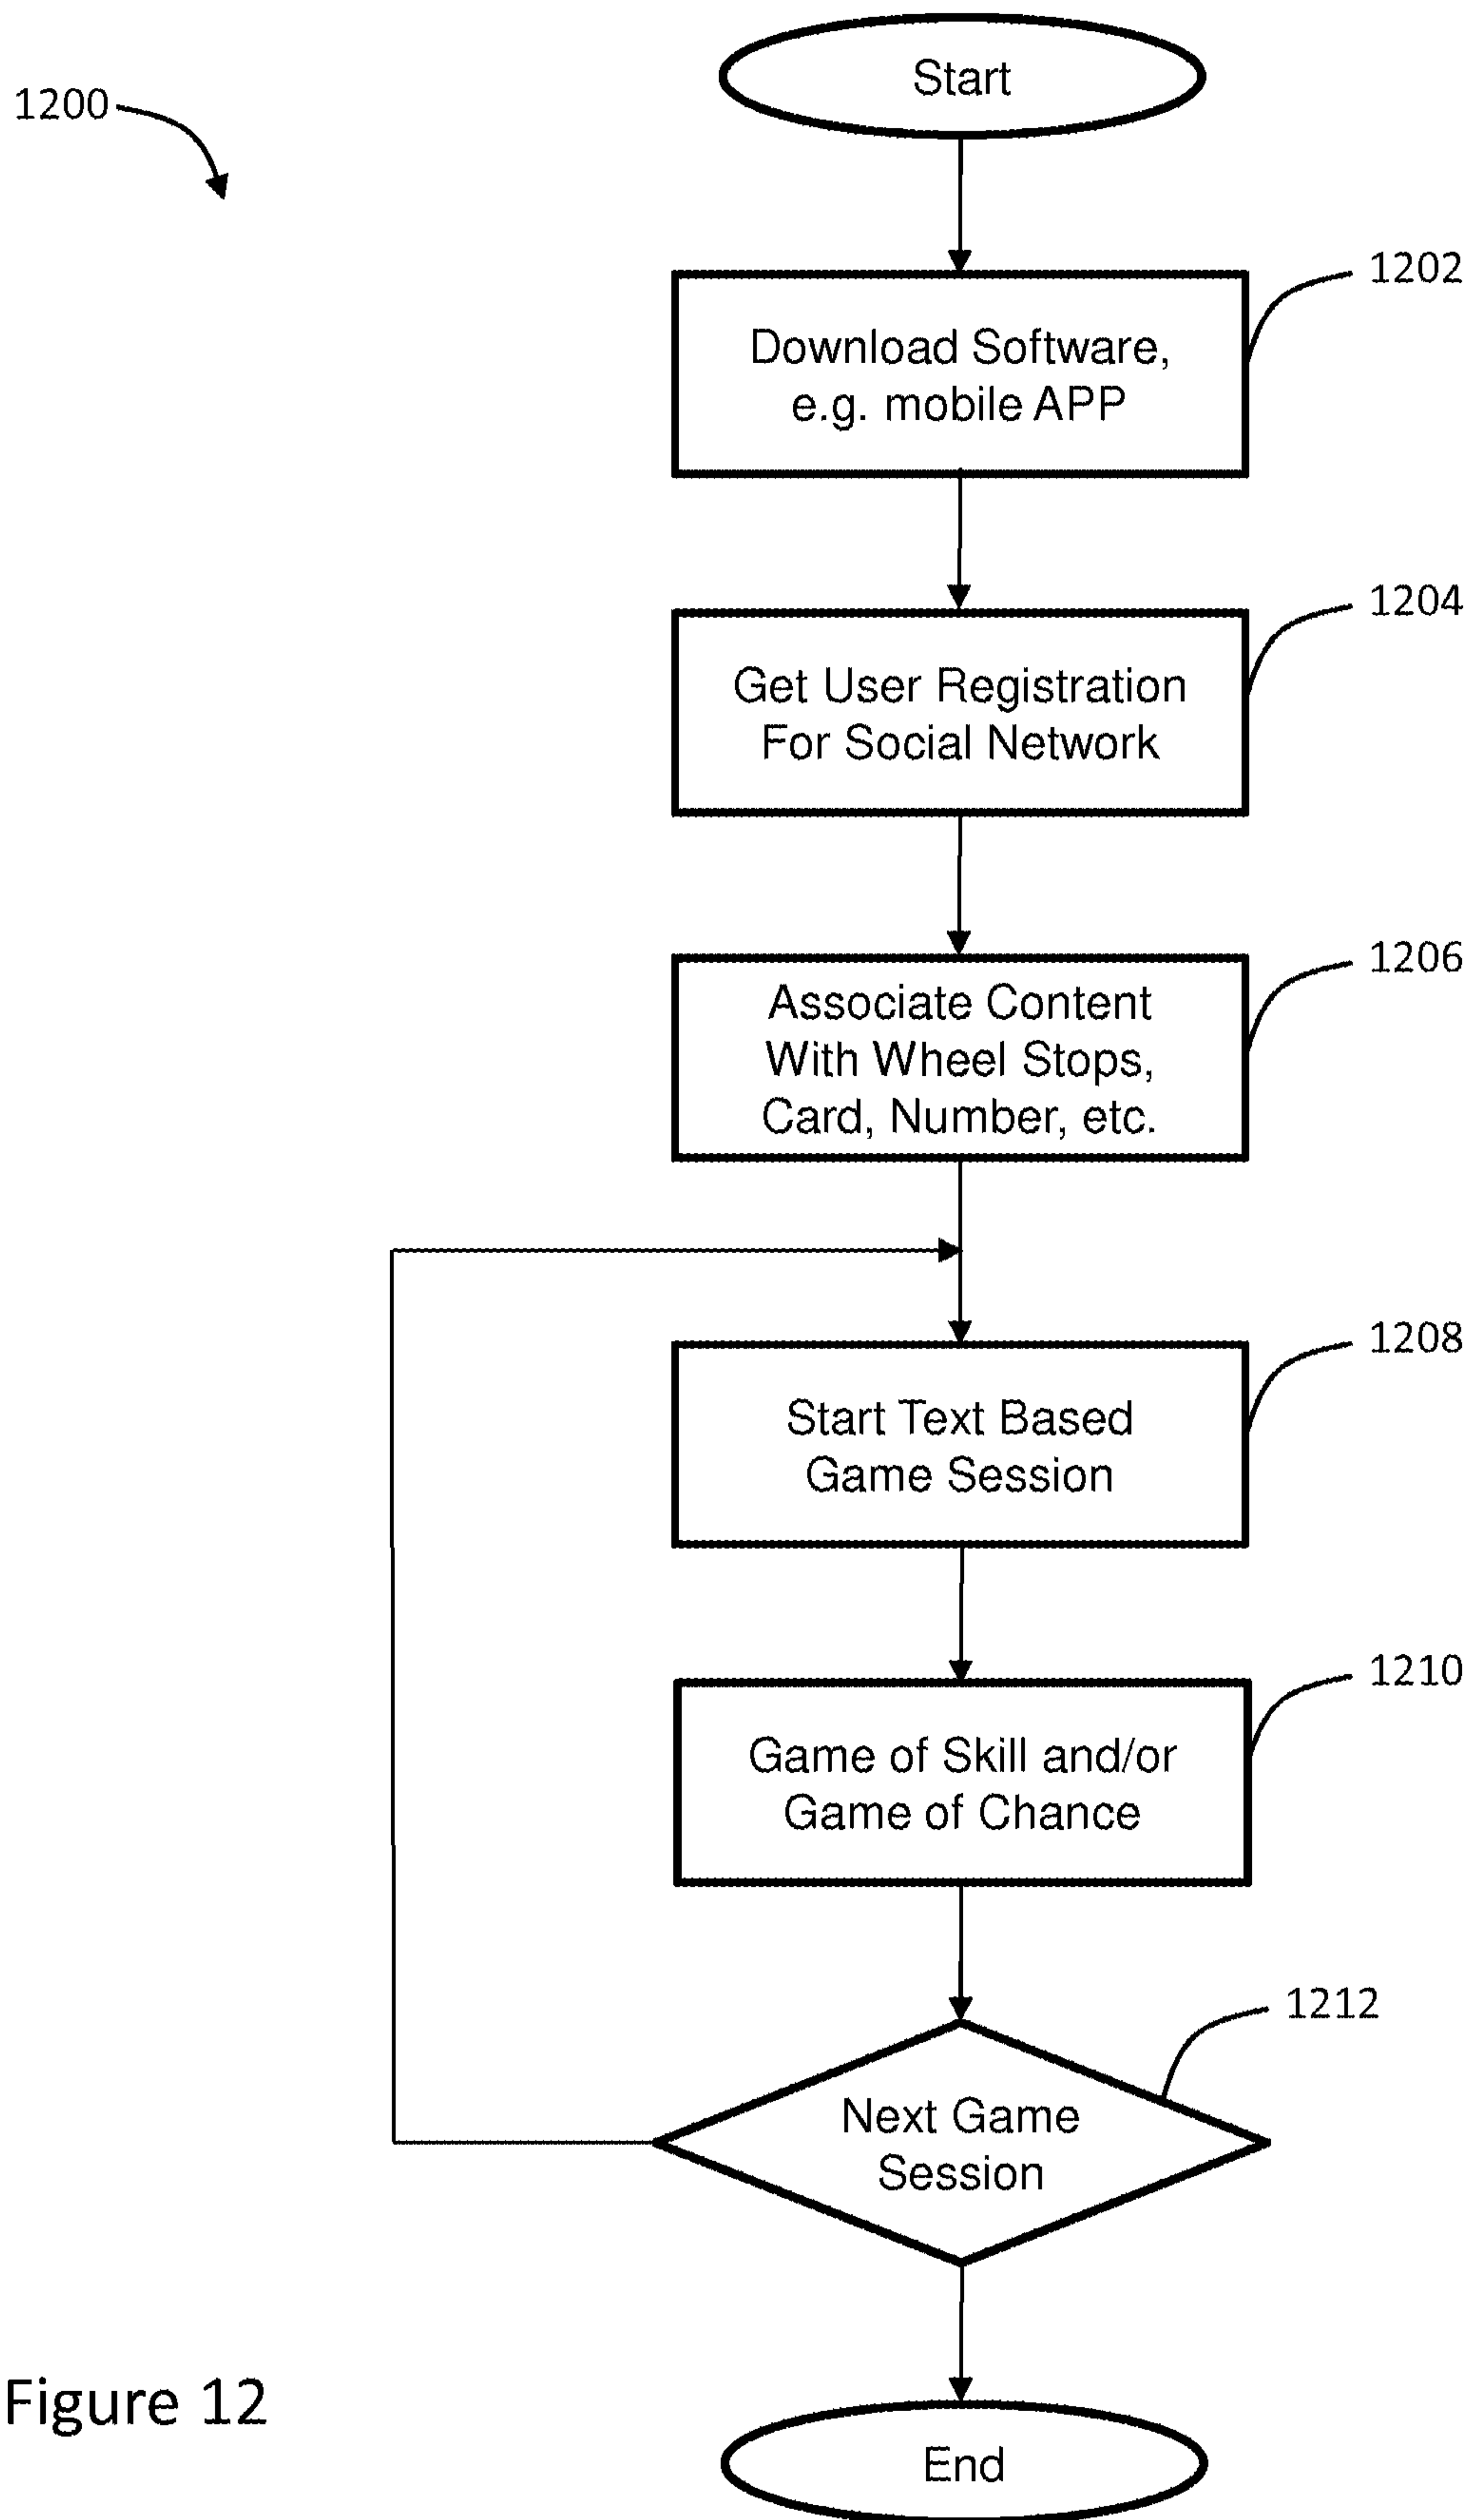 Start
1200
1202
Download Software,
e.g. mobile APP
1204
Get User Registration
For Social Network
1206
Associate Content
With Wheel Stops,
Card, Number, etc.
1208
Start Text Based
Game Session
1210
Game of Skill and/or
Game of Chance
1212
Next Game
Session
Figure 12
End